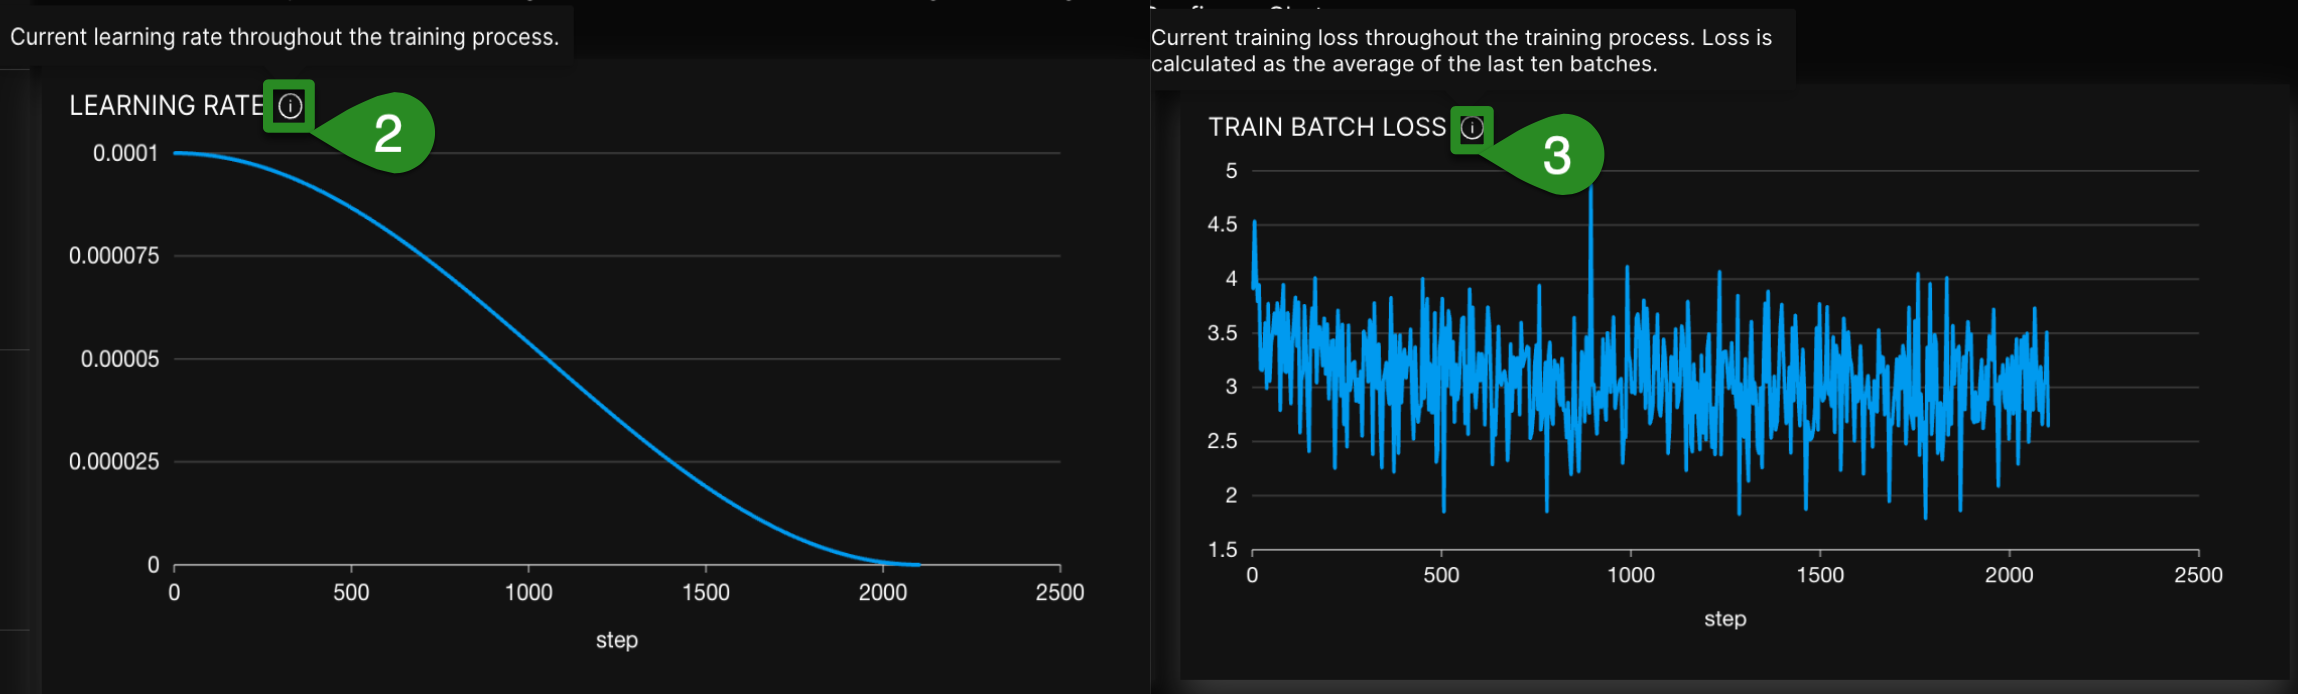 Current learning rate throughout the training process.
LEARNING RATE
2
0.0001
0.000075
0.00005
0.000025
0
0 500 1000 1500 2000 2500
step
Current training loss throughout the training process. Loss is
calculated as the average of the last ten batches.
TRAIN BATCH LOSS
3
5
4.5
4
3.5
3
2.5
2
1.5
0 500 1000 1500 2000 2500
step